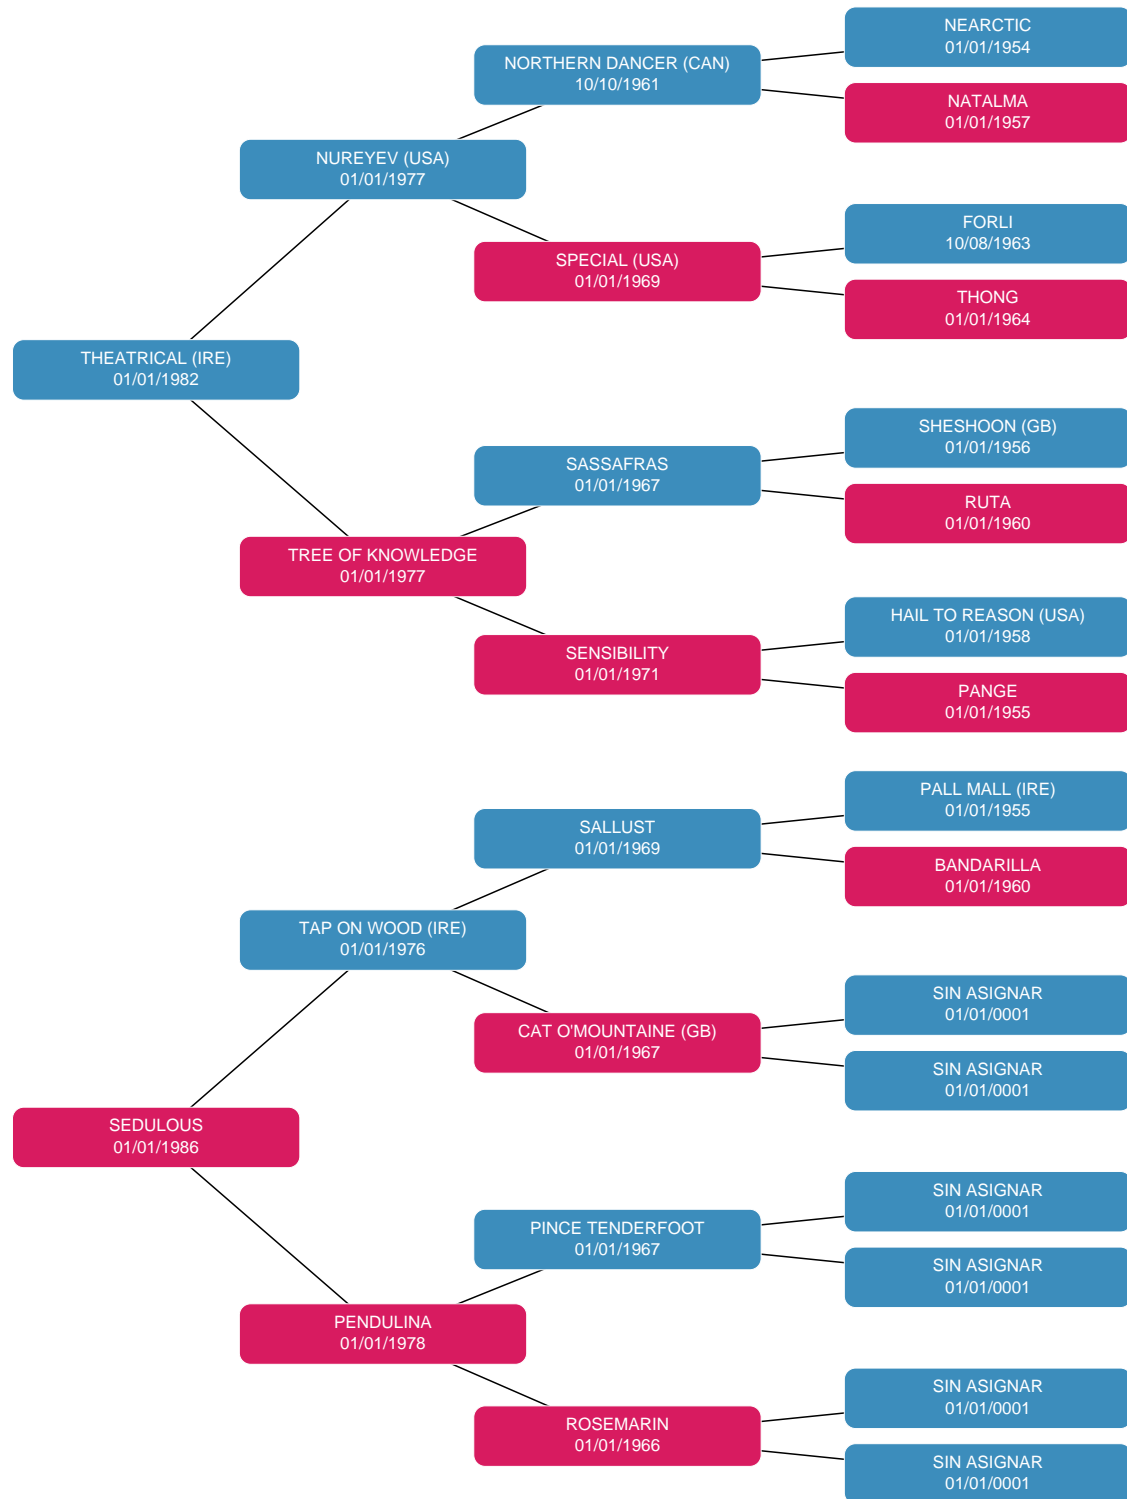 NEARCTIC
01/01/1954
NORTHERN DANCER (CAN)
10/10/1961
NATALMA
01/01/1957
NUREYEV (USA)
01/01/1977
FORLI
10/08/1963
SPECIAL (USA)
01/01/1969
THONG
01/01/1964
THEATRICAL (IRE)
01/01/1982
SHESHOON (GB)
01/01/1956
SASSAFRAS
01/01/1967
RUTA
01/01/1960
TREE OF KNOWLEDGE
01/01/1977
HAIL TO REASON (USA)
01/01/1958
SENSIBILITY
01/01/1971
PANGE
01/01/1955
PALL MALL (IRE)
01/01/1955
SALLUST
01/01/1969
BANDARILLA
01/01/1960
TAP ON WOOD (IRE)
01/01/1976
SIN ASIGNAR
01/01/0001
CAT O'MOUNTAINE (GB)
01/01/1967
SIN ASIGNAR
01/01/0001
SEDULOUS
01/01/1986
SIN ASIGNAR
01/01/0001
PINCE TENDERFOOT
01/01/1967
SIN ASIGNAR
01/01/0001
PENDULINA
01/01/1978
SIN ASIGNAR
01/01/0001
ROSEMARIN
01/01/1966
SIN ASIGNAR
01/01/0001